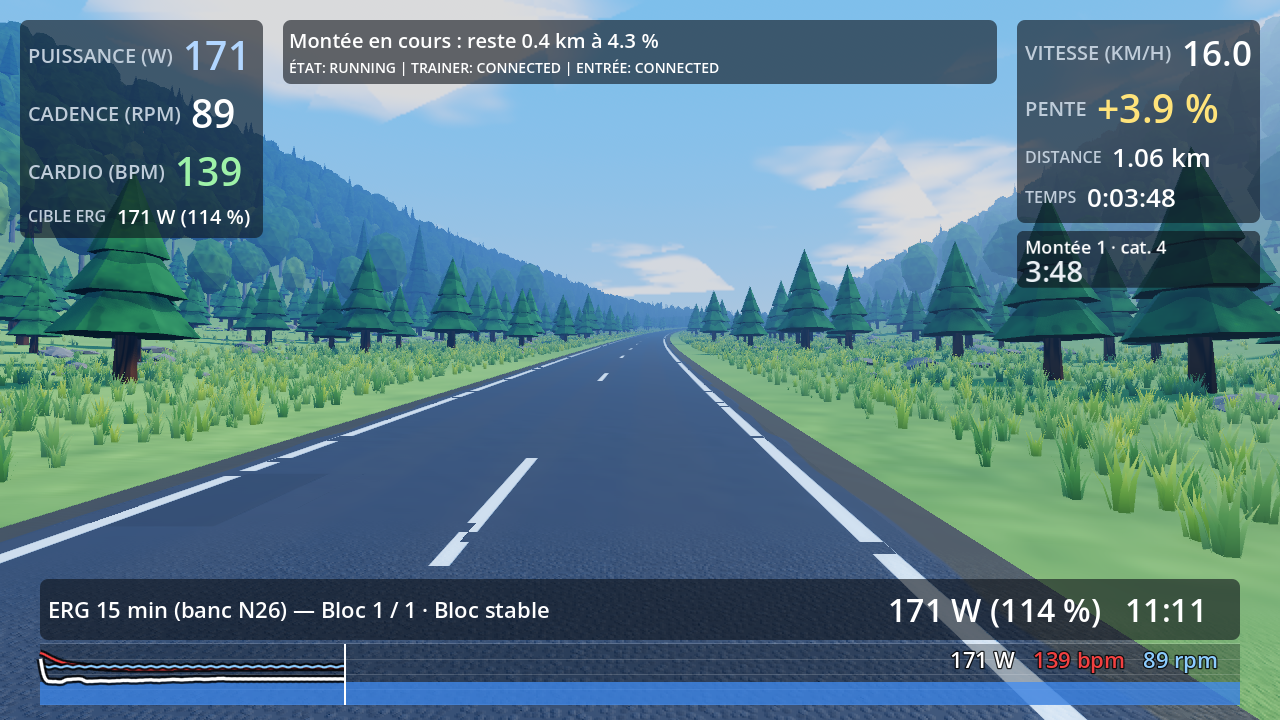 PUISSANCE (W) 171
CADENCE (RPM) 89
CARDIO (BPM) 139
CIBLE ERG 171 W (114 %)
Montée en cours : reste 0.4 km à 4.3 %
ÉTAT: RUNNING | TRAINER: CONNECTED | ENTRÉE: CONNECTED
VITESSE (KM/H) 16.0
PENTE +3.9 %
DISTANCE 1.06 km
TEMPS 0:03:48
Montée 1 · cat. 4
3:48
ERG 15 min (banc N26) — Bloc 1 / 1 · Bloc stable 171 W (114 %) 11:11
171 W 139 bpm 89 rpm